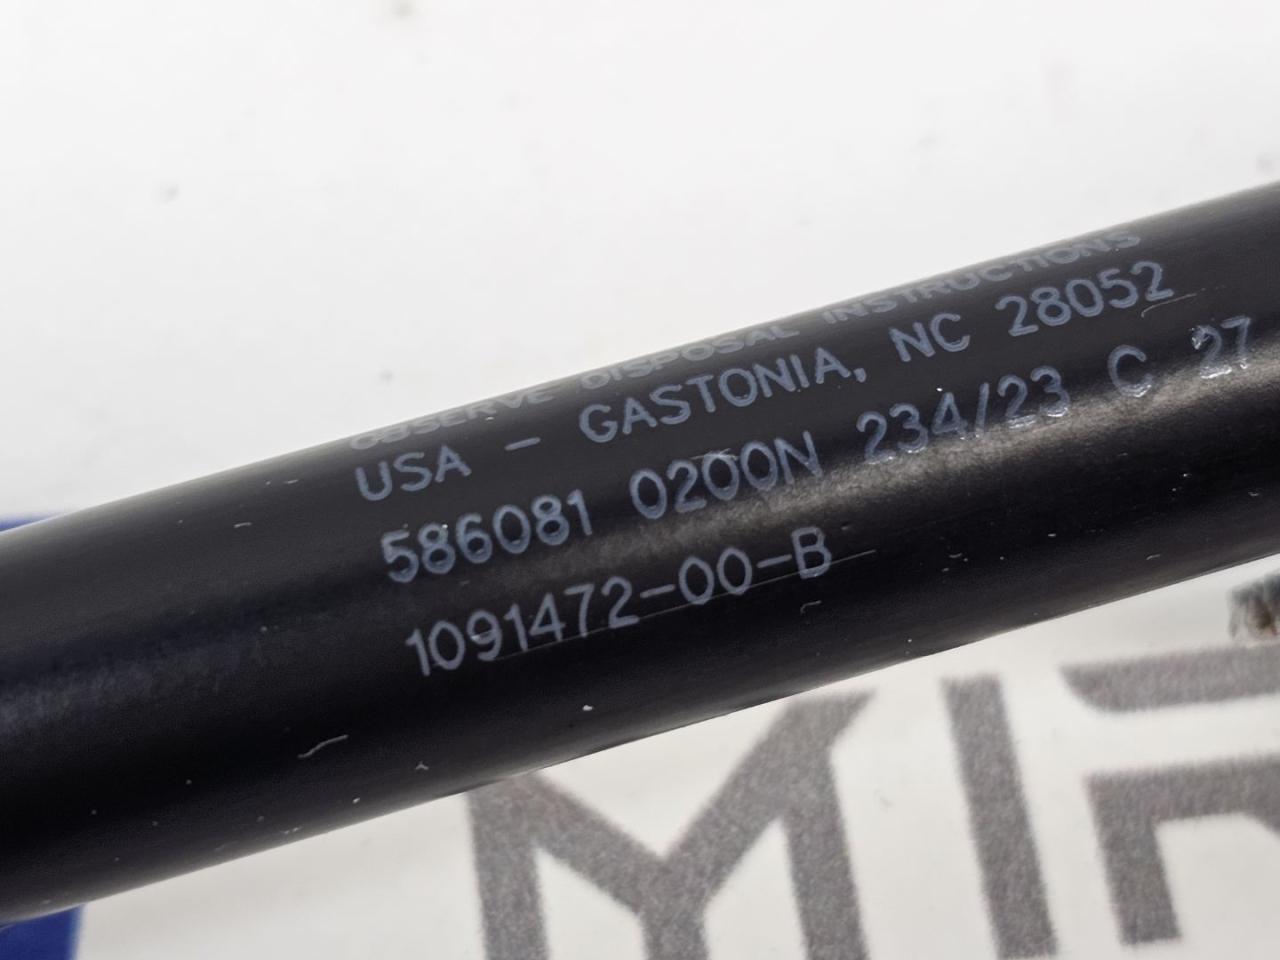 OBSERVE DISPOSAL INSTRUCTIONS
USA - GASTONIA, NC 28052
586081 0200N 234/23 C 27
1091472-00-B